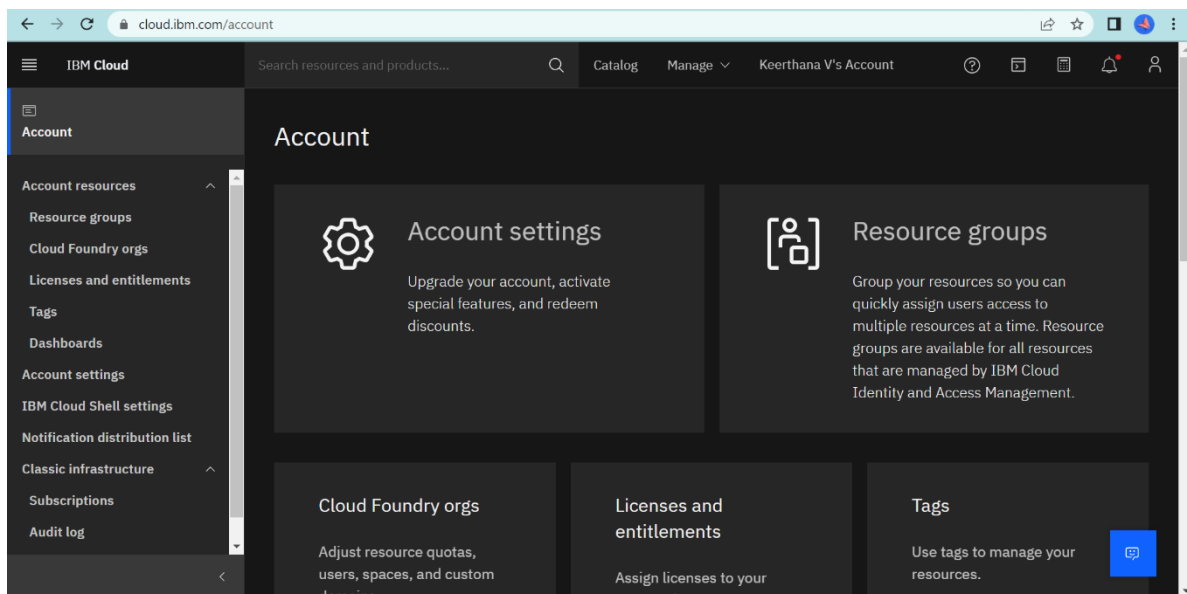 cloud.ibm.com/account
IBM Cloud
Search resources and products...
Catalog
Manage
Keerthana V's Account
Account
Account resources
Resource groups
Cloud Foundry orgs
Licenses and entitlements
Tags
Dashboards
Account settings
IBM Cloud Shell settings
Notification distribution list
Classic infrastructure
Subscriptions
Audit log
Account
Account settings
Upgrade your account, activate
special features, and redeem
discounts.
Resource groups
Group your resources so you can
quickly assign users access to
multiple resources at a time. Resource
groups are available for all resources
that are managed by IBM Cloud
Identity and Access Management.
Cloud Foundry orgs
Adjust resource quotas,
users, spaces, and custom
Licenses and
entitlements
Assign licenses to your
Tags
Use tags to manage your
resources.